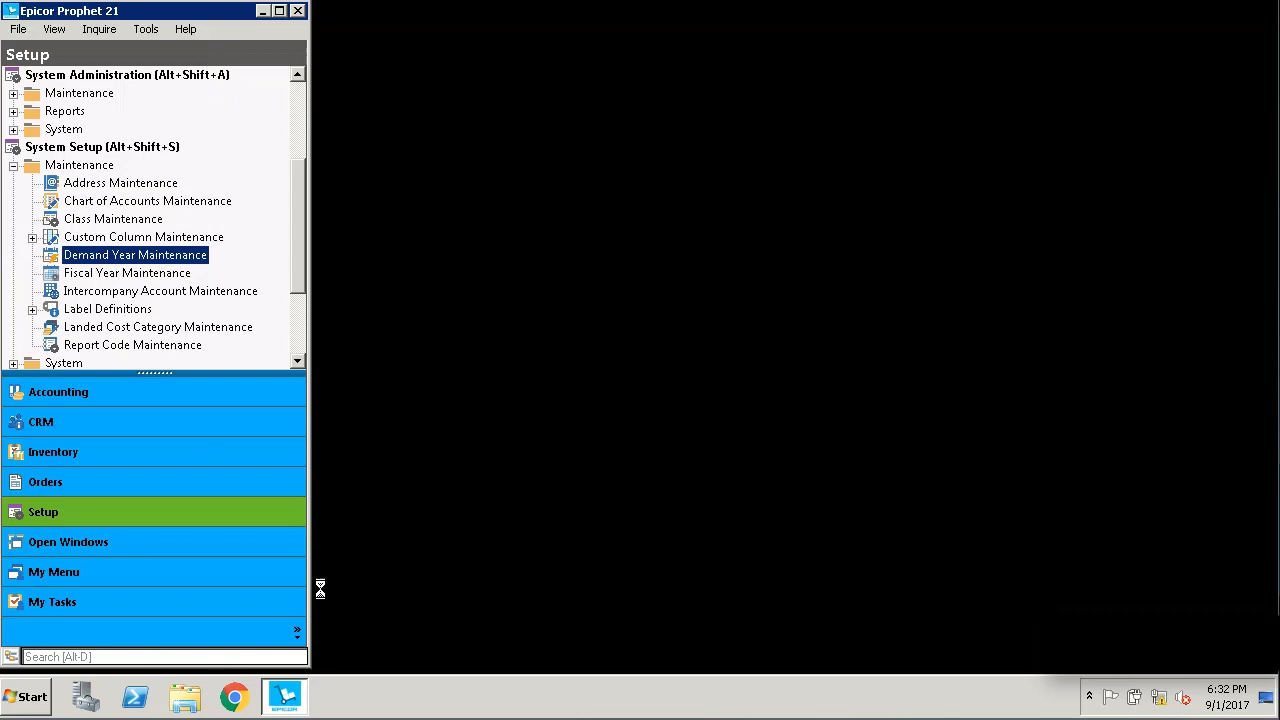 Epicor Prophet 21
File View Inquire Tools Help
Setup
System Administration (Alt+Shift+A)
Maintenance
Reports
System
System Setup (Alt+Shift+S)
Maintenance
Address Maintenance
Chart of Accounts Maintenance
Class Maintenance
Custom Column Maintenance
Demand Year Maintenance
Fiscal Year Maintenance
Intercompany Account Maintenance
Label Definitions
Landed Cost Category Maintenance
Report Code Maintenance
System
Accounting
CRM
Inventory
Orders
Setup
Open Windows
My Menu
My Tasks
Search [Alt-D]
Start
EPICOR
6:32 PM
9/1/2017